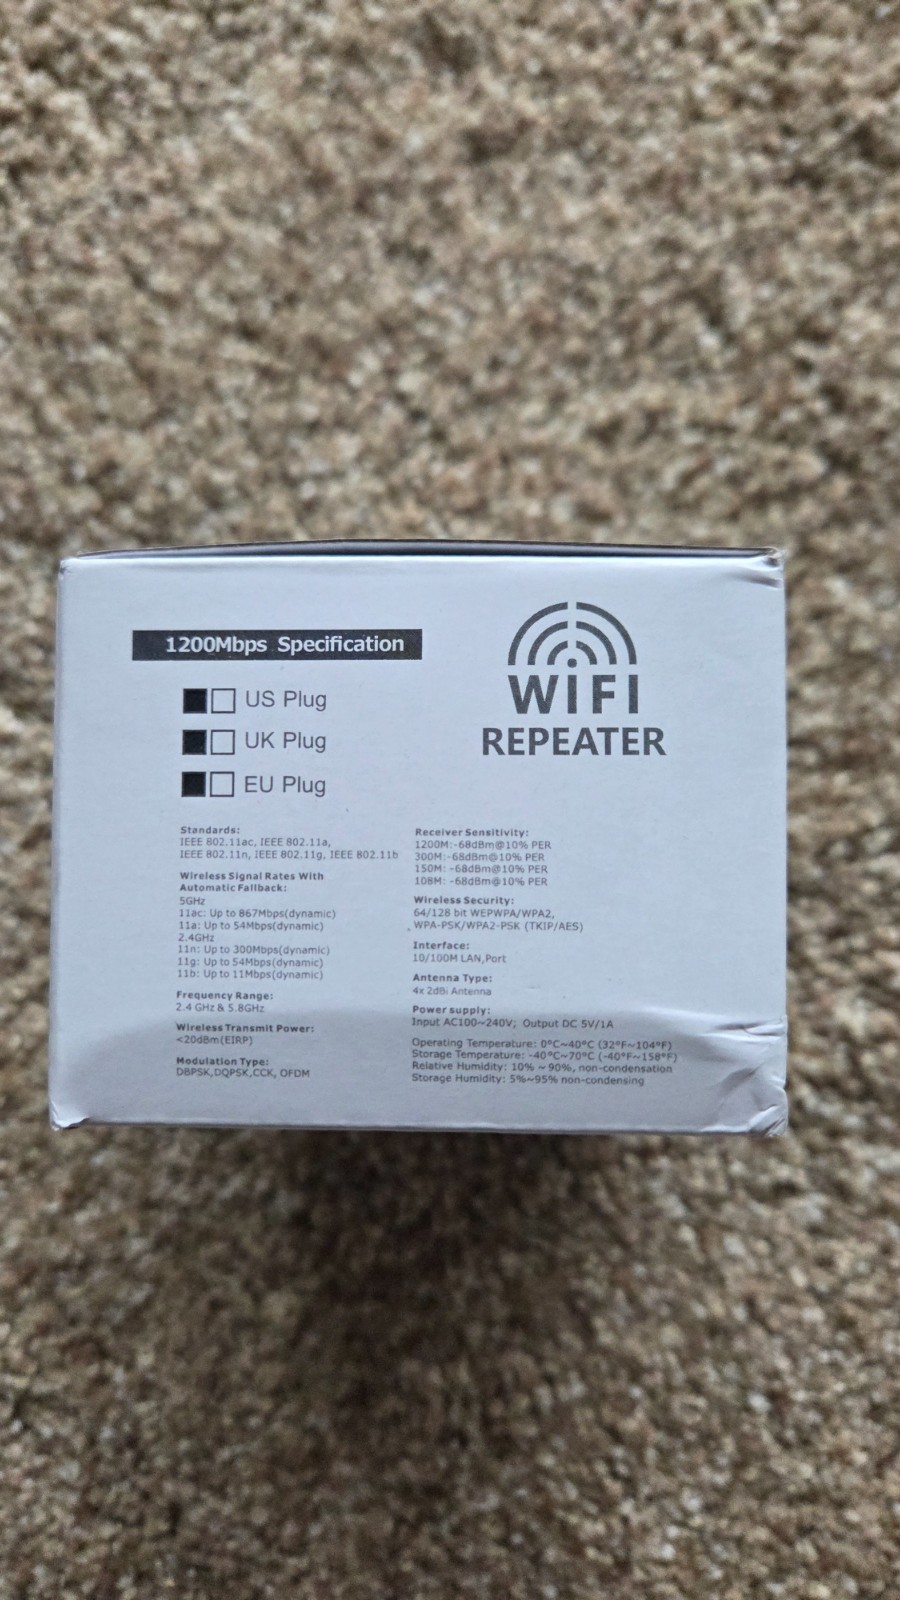 1200Mbps Specification
US Plug
UK Plug
EU Plug
WIFI
REPEATER
Standards:
IEEE 802.11ac, IEEE 802.11a,
IEEE 802.11n, IEEE 802.11g, IEEE 802.11b
Wireless Signal Rates With
Automatic Fallback:
5GHz
11ac: Up to 867Mbps(dynamic)
11a: Up to 54Mbps(dynamic)
2.4GHz
11n: Up to 300Mbps(dynamic)
11g: Up to 54Mbps(dynamic)
11b: Up to 11Mbps(dynamic)
Frequency Range:
2.4 GHz & 5.8GHz
Wireless Transmit Power:
<20dBm(EIRP)
Modulation Type:
DBPSK,DQPSK,CCK, OFDM
Receiver Sensitivity:
1200M:-68dBm@10% PER
300M:-68dBm@10% PER
150M: -68dBm@10% PER
108M: -68dBm@10% PER
Wireless Security:
64/128 bit WEPWPA/WPA2,
WPA-PSK/WPA2-PSK (TKIP/AES)
Interface:
10/100M LAN,Port
Antenna Type:
4x 2dBi Antenna
Power supply:
Input AC100~240V; Output DC 5V/1A
Operating Temperature: 0°C~40°C (32°F~104°F)
Storage Temperature: -40°C~70°C (-40°F~158°F)
Relative Humidity: 10% ~ 90%, non-condensation
Storage Humidity: 5%~95% non-condensing